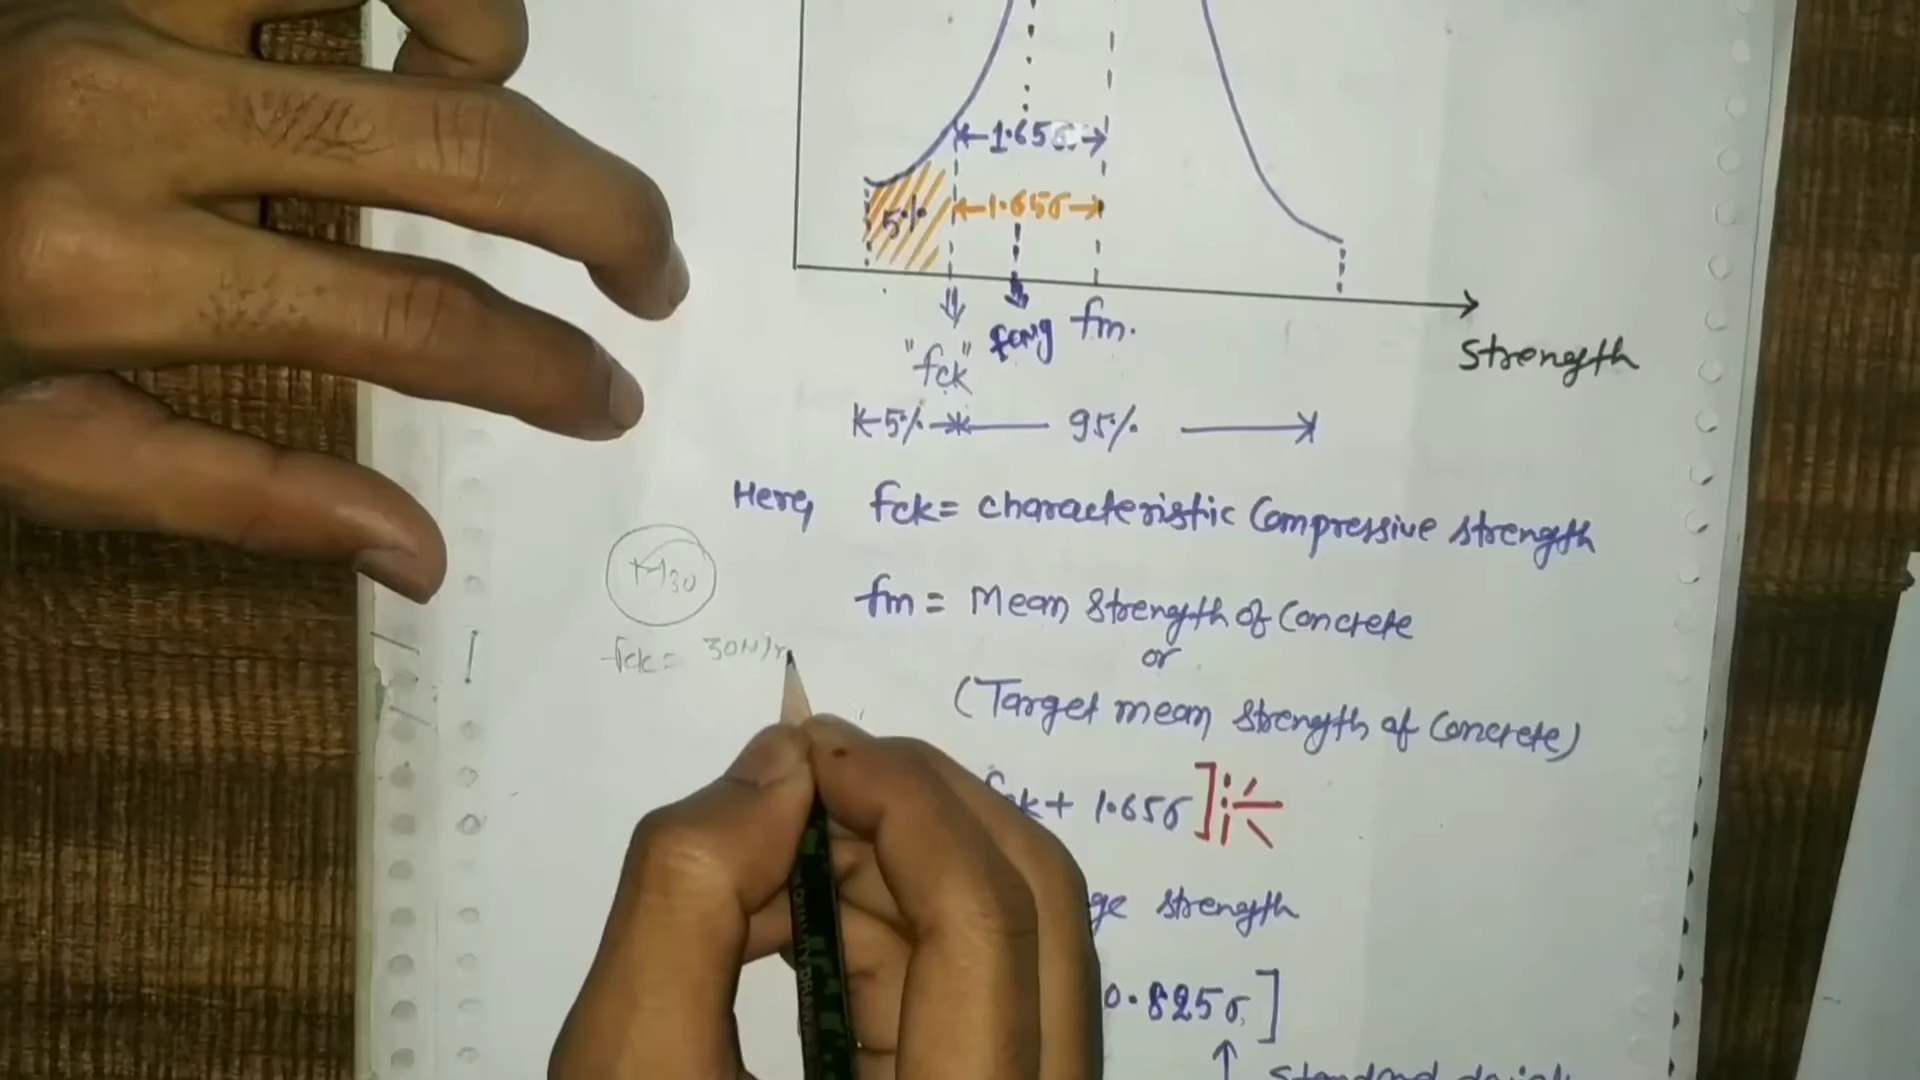 1.65σ
5% 1.65σ
"fck" favg fm.
Strength
5% 95%
Here, fck = characteristic Compressive strength
M30
fm = Mean Strength of Concrete
fck = 30N/
or
(Target mean strength of Concrete)
ck + 1.65σ]
ge strength
0.825σ]